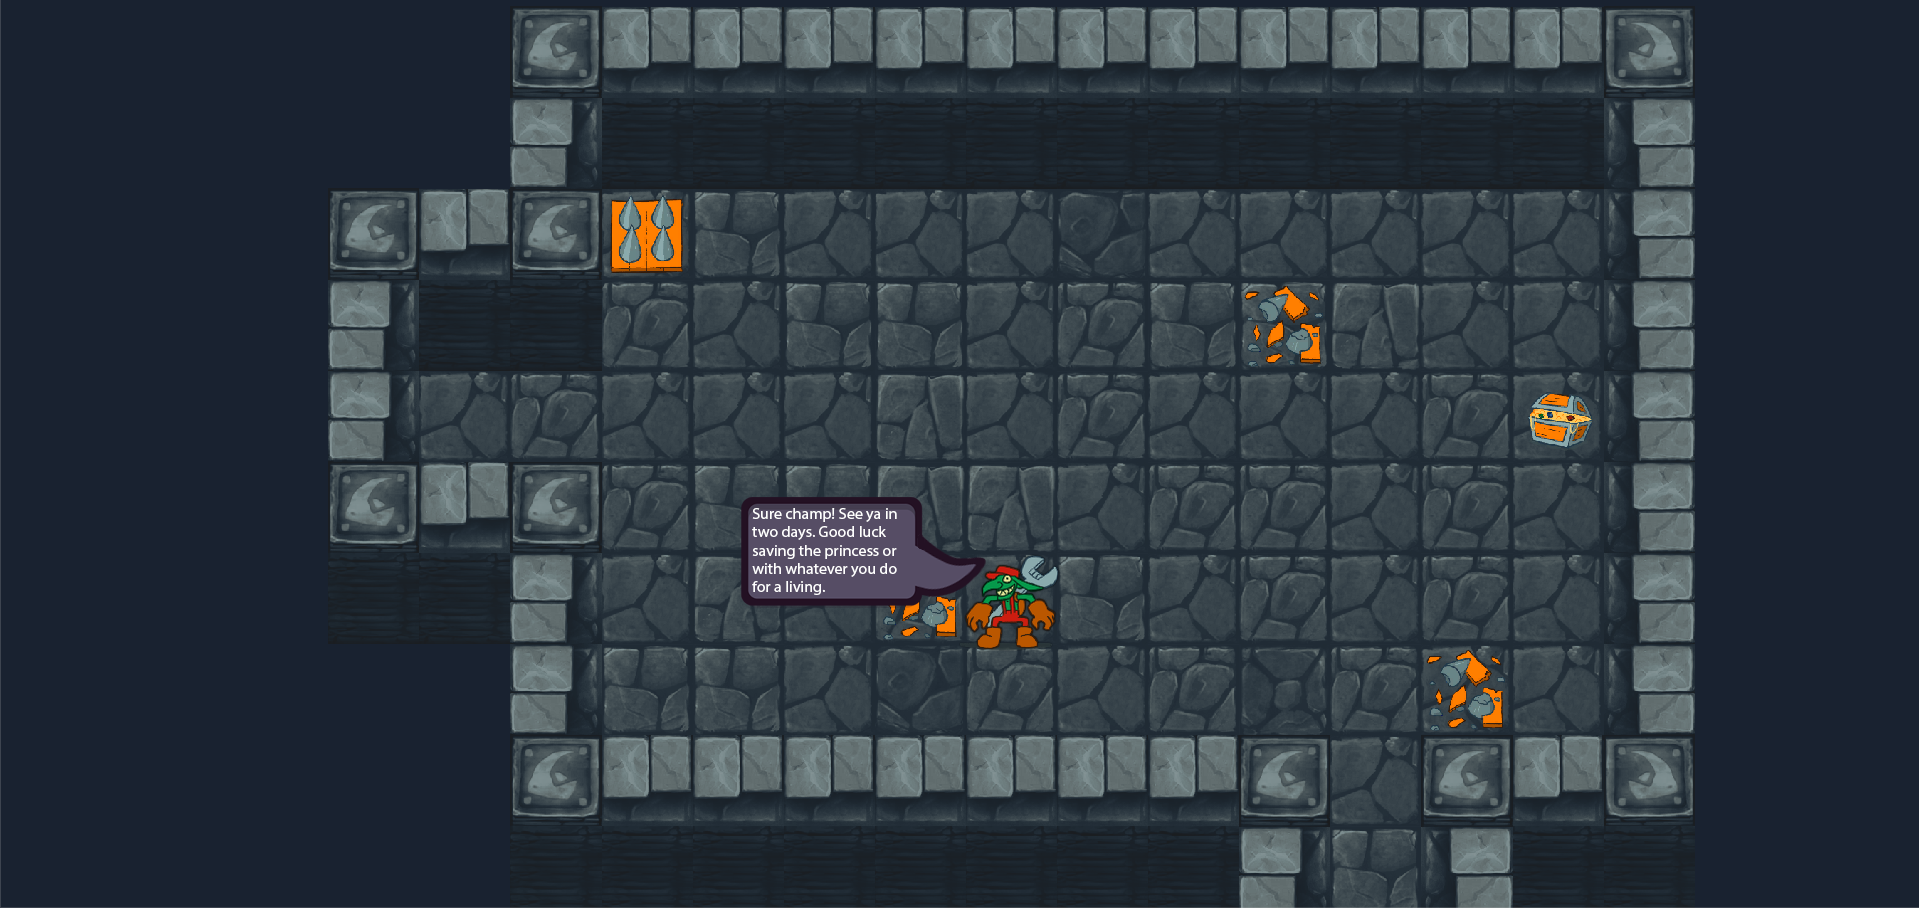 Sure champ! See ya in
two days. Good luck
saving the princess or
with whatever you do
for a living.